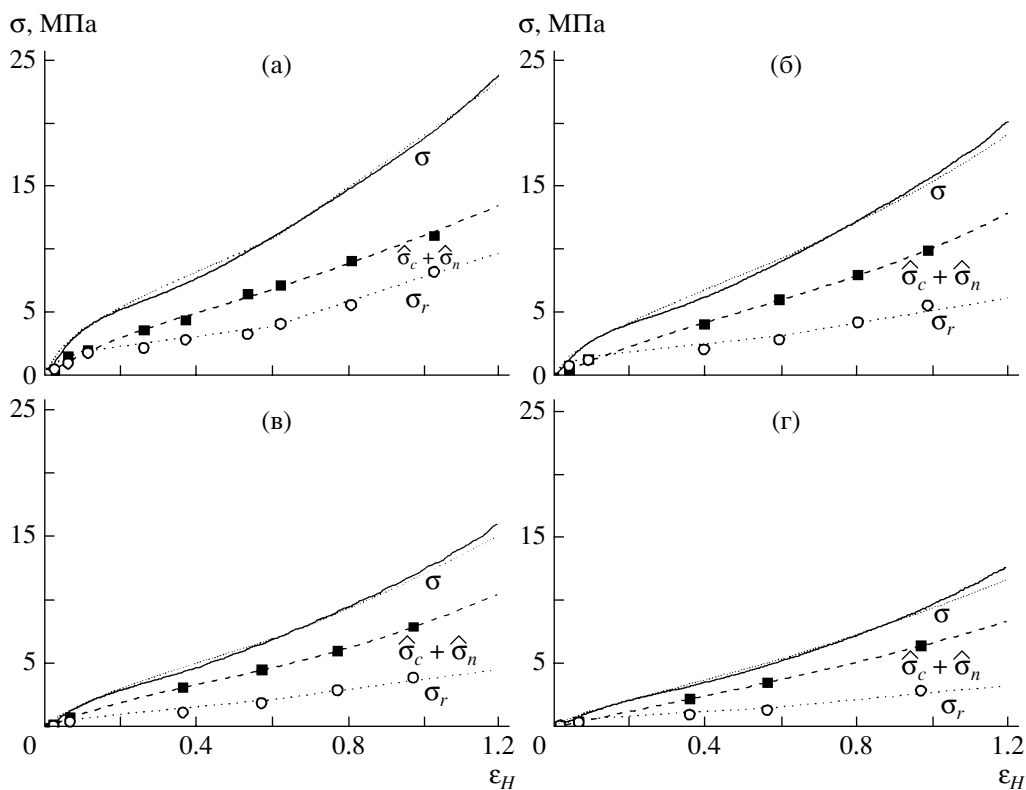 σ, МПа σ, МПа
25 (а) 25 (б)
σ
15 15 σ
σ̂c + σ̂n
σ̂c + σ̂n
5 σr 5 σr
0 0
25 (в) 25 (г)
15 15
σ σ
σ̂c + σ̂n σ̂c + σ̂n
5 5
σr σr
0 0.4 0.8 1.2 0 0.4 0.8 1.2
εH εH